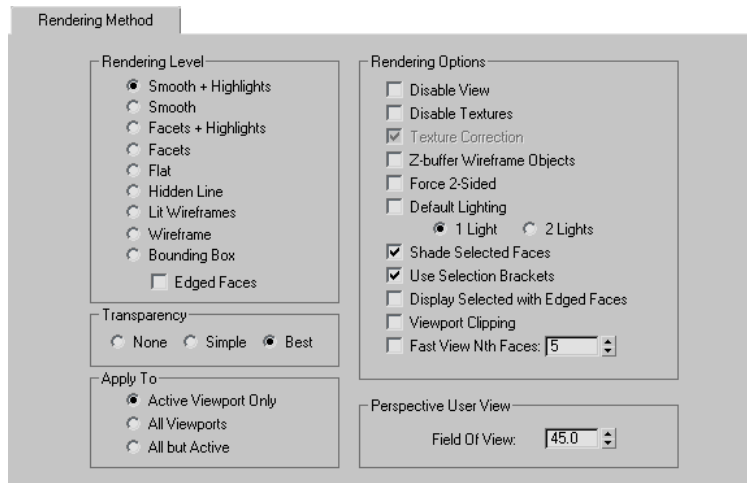 Rendering Method
Rendering Level
Smooth + Highlights
Smooth
Facets + Highlights
Facets
Flat
Hidden Line
Lit Wireframes
Wireframe
Bounding Box
Edged Faces
Transparency
None Simple Best
Apply To
Active Viewport Only
All Viewports
All but Active
Rendering Options
Disable View
Disable Textures
Texture Correction
Z-buffer Wireframe Objects
Force 2-Sided
Default Lighting
1 Light 2 Lights
Shade Selected Faces
Use Selection Brackets
Display Selected with Edged Faces
Viewport Clipping
Fast View Nth Faces: 5
Perspective User View
Field Of View: 45.0